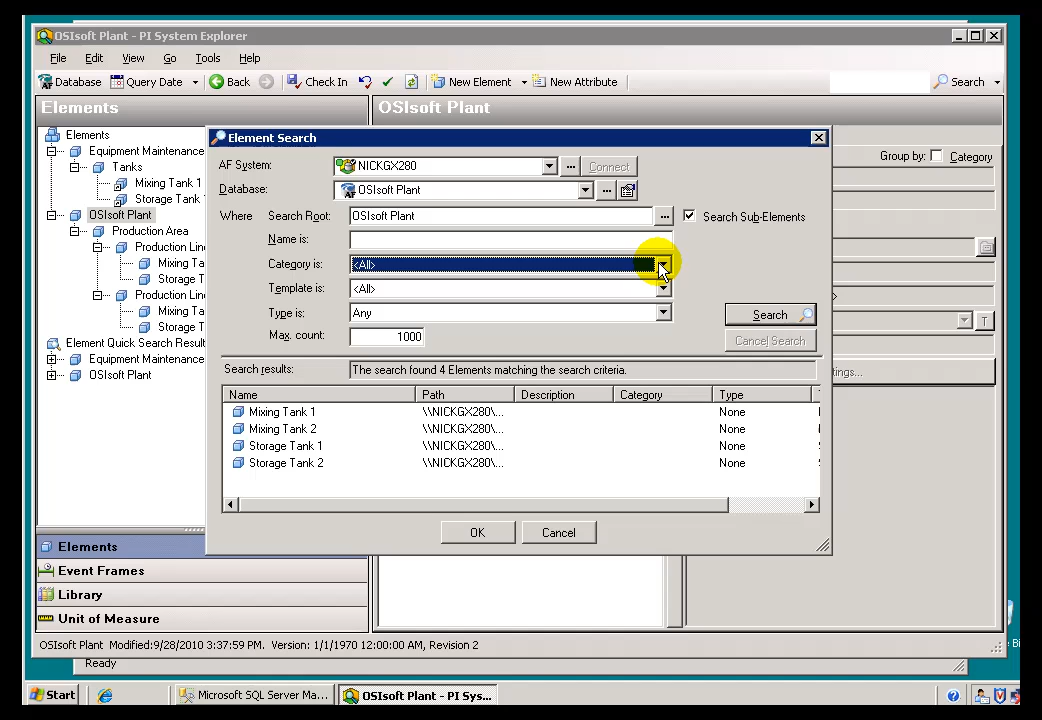 OSIsoft Plant - PI System Explorer
File Edit View Go Tools Help
Database Query Date Back Check In New Element New Attribute Search
Elements
OSIsoft Plant
Elements
Equipment Maintenance
Tanks
Mixing Tank 1
Storage Tank
OSIsoft Plant
Production Area
Production Lin
Mixing Ta
Storage T
Production Lin
Mixing Ta
Storage T
Element Quick Search Result
Equipment Maintenance
OSIsoft Plant
Elements
Event Frames
Library
Unit of Measure
Group by: Category
T
ings...
Element Search
AF System: NICKGX280 ... Connect
Database: OSIsoft Plant ...
Where Search Root: OSIsoft Plant ... Search Sub-Elements
Name is:
Category is: <All>
Template is: <All>
Type is: Any
Search
Max. count: 1000
Cancel Search
Search results: The search found 4 Elements matching the search criteria.
Name Path Description Category Type
Mixing Tank 1 \\NICKGX280\... None
Mixing Tank 2 \\NICKGX280\... None
Storage Tank 1 \\NICKGX280\... None
Storage Tank 2 \\NICKGX280\... None
OK Cancel
OSIsoft Plant Modified:9/28/2010 3:37:59 PM. Version: 1/1/1970 12:00:00 AM, Revision 2
Ready
Start Microsoft SQL Server Ma... OSIsoft Plant - PI Sys...